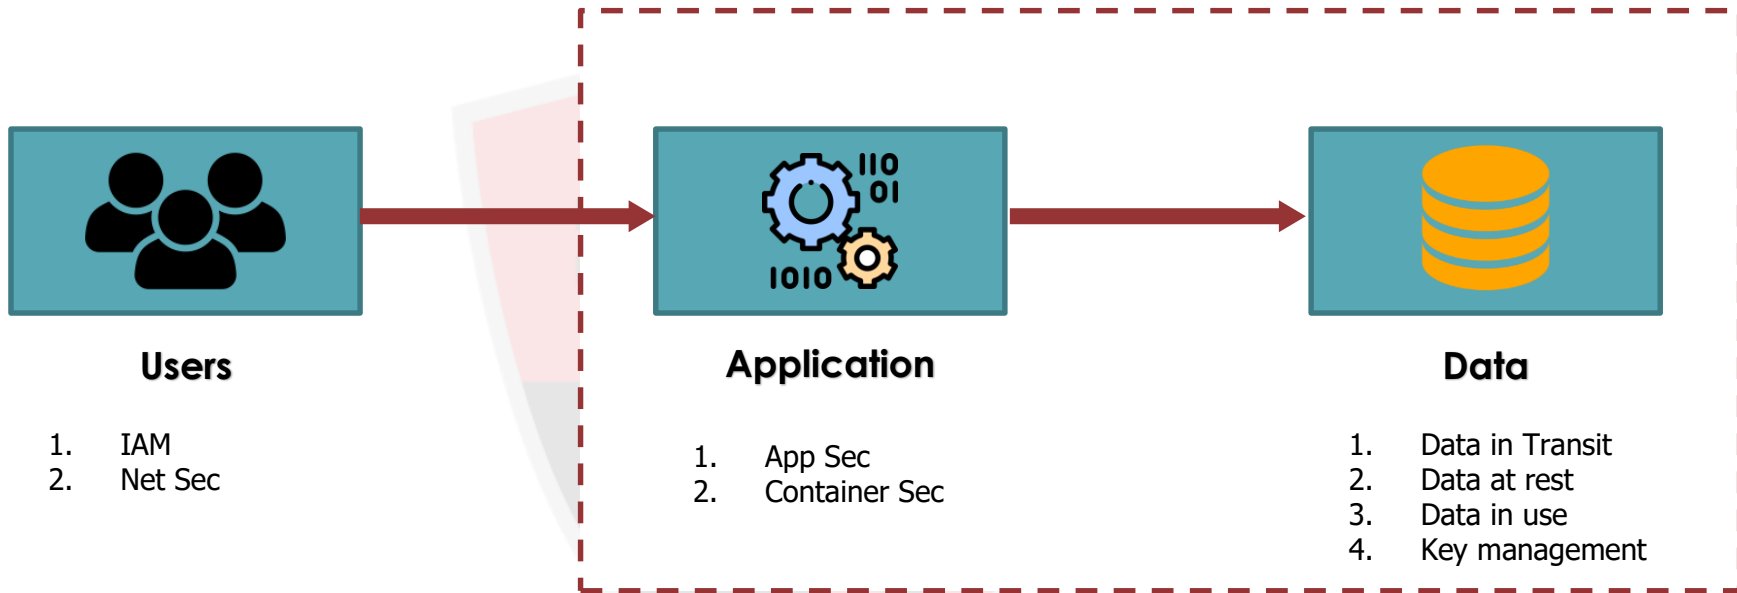 110
01
1010
Users
Application
Data
1. IAM
2. Net Sec
1. App Sec
2. Container Sec
1. Data in Transit
2. Data at rest
3. Data in use
4. Key management